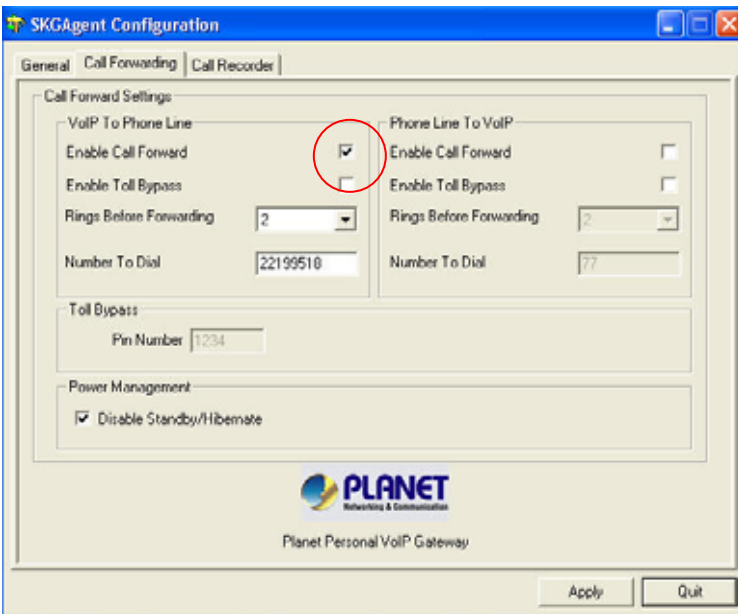 SKGAgent Configuration
General Call Forwarding Call Recorder
Call Forward Settings
VoIP To Phone Line
Enable Call Forward
Enable Toll Bypass
Rings Before Forwarding 2
Number To Dial 22199518
Phone Line To VoIP
Enable Call Forward
Enable Toll Bypass
Rings Before Forwarding 2
Number To Dial 77
Toll Bypass
Pin Number 1234
Power Management
Disable Standby/Hibernate
PLANET
Networking & Communication
Planet Personal VoIP Gateway
Apply Quit